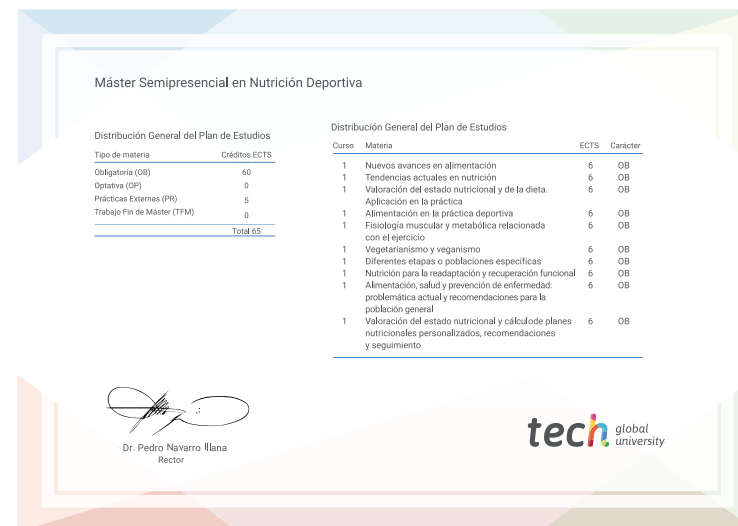 Máster Semipresencial en Nutrición Deportiva
Distribución General del Plan de Estudios
Tipo de materia Créditos ECTS
Obligatoria (OB) 60
Optativa (OP) 0
Prácticas Externas (PR) 5
Trabajo Fin de Máster (TFM) 0
Total 65
Distribución General del Plan de Estudios
Curso Materia ECTS Carácter
1 Nuevos avances en alimentación 6 OB
1 Tendencias actuales en nutrición 6 OB
1 Valoración del estado nutricional y de la dieta. 6 OB
Aplicación en la práctica
1 Alimentación en la práctica deportiva 6 OB
1 Fisiología muscular y metabólica relacionada 6 OB
con el ejercicio
1 Vegetarianismo y veganismo 6 OB
1 Diferentes etapas o poblaciones específicas 6 OB
1 Nutrición para la readaptación y recuperación funcional 6 OB
1 Alimentación, salud y prevención de enfermedad: 6 OB
problemática actual y recomendaciones para la
población general
1 Valoración del estado nutricional y cálculode planes 6 OB
nutricionales personalizados, recomendaciones
y seguimiento
Dr. Pedro Navarro Illana
Rector
tech global
university